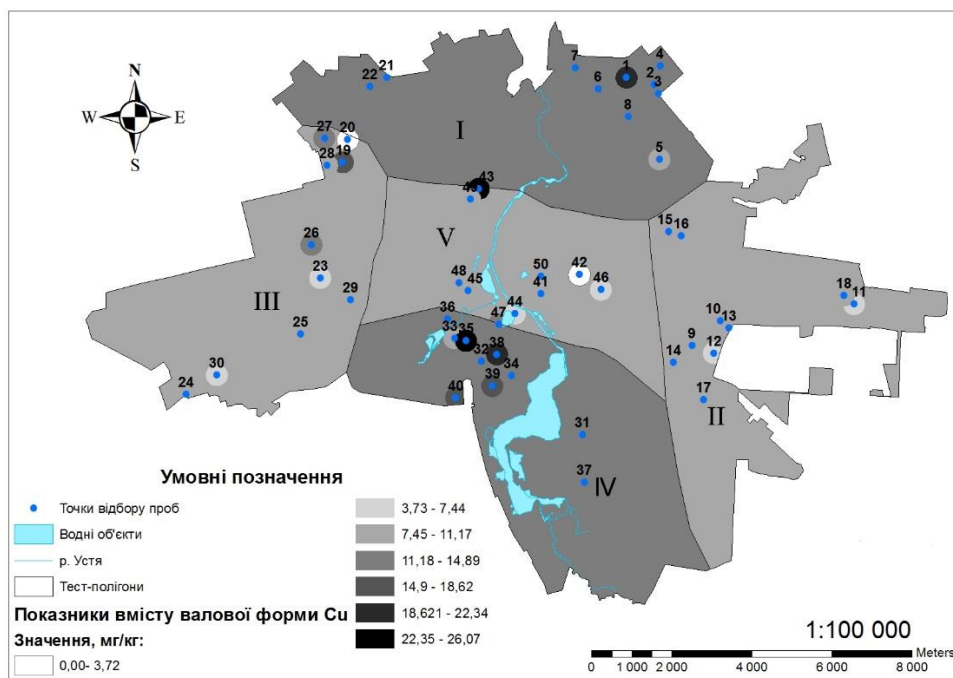 N
W E
S
7
4
1
2
3
6
8
5
21
22
I
27
20
28
19
43
49
15
16
26
V
23
48
45
50
42
41
46
III
29
18
11
10
13
44
47
36
33
35
9
12
25
32
38
14
34
30
39
24
40
17
II
31
37
IV
Умовні позначення
Точки відбору проб
Водні об'єкти
р. Устя
Тест-полігони
Показники вмісту валової форми Cu
Значення, мг/кг:
0,00- 3,72
3,73 - 7,44
7,45 - 11,17
11,18 - 14,89
14,9 - 18,62
18,621 - 22,34
22,35 - 26,07
1:100 000
Meters
0 1 000 2 000 4 000 6 000 8 000